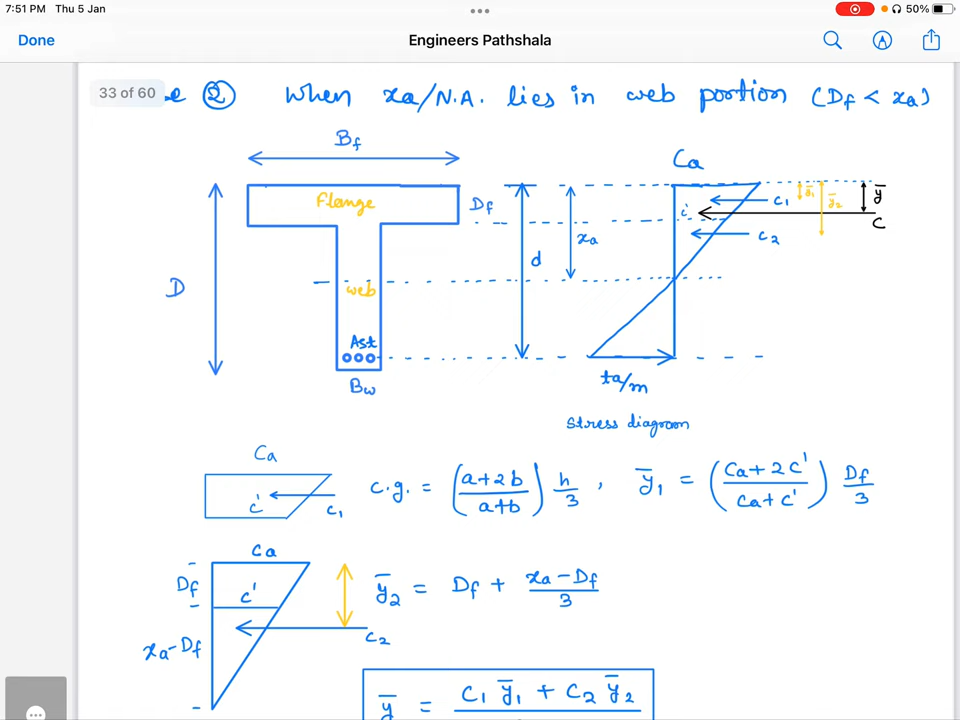 7:51 PM Thu 5 Jan
50%
Done
Engineers Pathshala
33 of 60
e ② When xa/N.A. lies in web portion (Df < xa)
Bf
Ca
Flange
Df
c'
C1
ȳ1
ȳ2
ȳ
C
xa
C2
d
D
web
Ast
Bw
ta/m
Stress diagram
Ca
c'
C1
c.g. = (a+2b / a+b) h/3 , ȳ1 = (Ca+2c' / Ca+c') Df/3
Ca
Df
c'
ȳ2 = Df + xa-Df / 3
C2
xa-Df
ȳ = C1 ȳ1 + C2 ȳ2